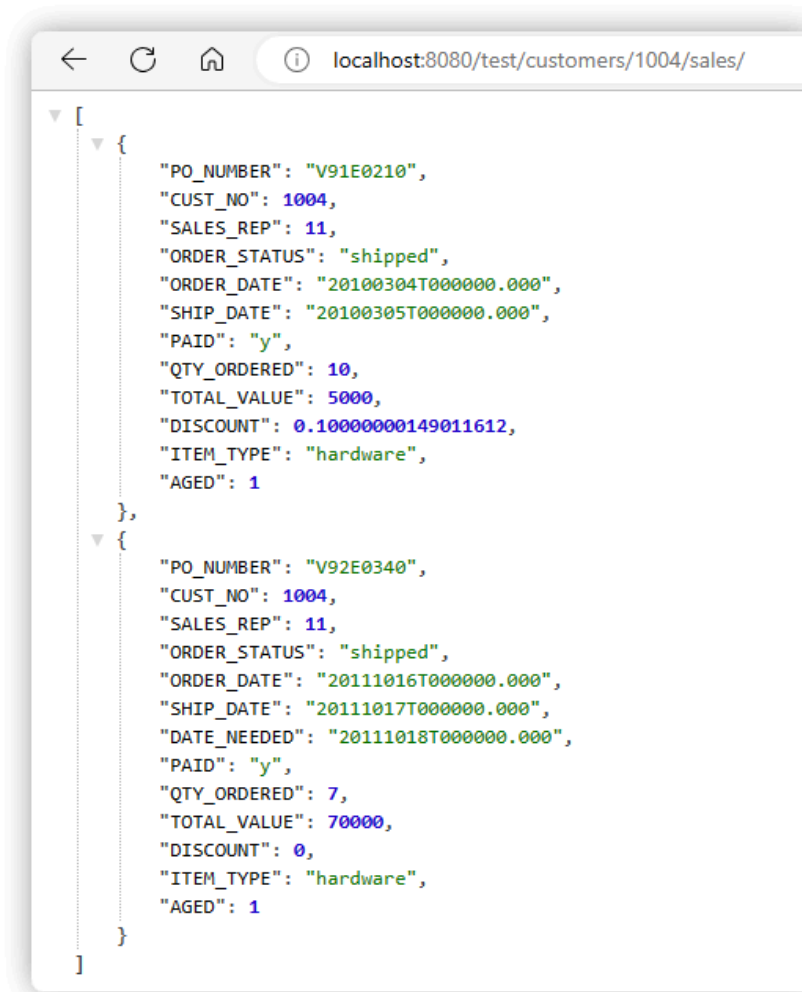 localhost:8080/test/customers/1004/sales/
[
{
"PO_NUMBER": "V91E0210",
"CUST_NO": 1004,
"SALES_REP": 11,
"ORDER_STATUS": "shipped",
"ORDER_DATE": "20100304T000000.000",
"SHIP_DATE": "20100305T000000.000",
"PAID": "y",
"QTY_ORDERED": 10,
"TOTAL_VALUE": 5000,
"DISCOUNT": 0.10000000149011612,
"ITEM_TYPE": "hardware",
"AGED": 1
},
{
"PO_NUMBER": "V92E0340",
"CUST_NO": 1004,
"SALES_REP": 11,
"ORDER_STATUS": "shipped",
"ORDER_DATE": "20111016T000000.000",
"SHIP_DATE": "20111017T000000.000",
"DATE_NEEDED": "20111018T000000.000",
"PAID": "y",
"QTY_ORDERED": 7,
"TOTAL_VALUE": 70000,
"DISCOUNT": 0,
"ITEM_TYPE": "hardware",
"AGED": 1
}
]